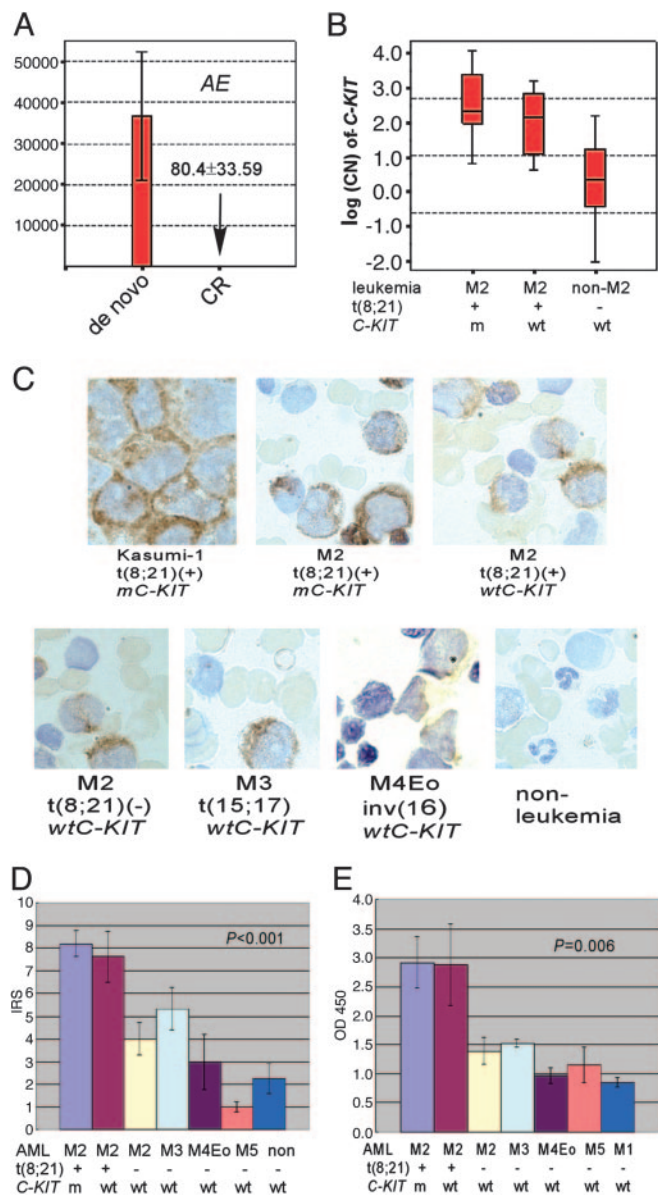 A
50000
40000
30000
20000
10000
AE
80.4±33.59
de novo
CR
B
log (CN) of C-KIT
4.0
3.0
2.0
1.0
0.0
-1.0
-2.0
leukemia M2 M2 non-M2
t(8;21) + + -
C-KIT m wt wt
C
Kasumi-1
t(8;21)(+)
mC-KIT
M2
t(8;21)(+)
mC-KIT
M2
t(8;21)(+)
wtC-KIT
M2
t(8;21)(-)
wtC-KIT
M3
t(15;17)
wtC-KIT
M4Eo
inv(16)
wtC-KIT
non-
leukemia
D
IRS
10
9
8
7
6
5
4
3
2
1
0
P<0.001
AML M2 M2 M2 M3 M4Eo M5 non
t(8;21) + + - - - - -
C-KIT m wt wt wt wt wt wt
E
OD 450
4.0
3.5
3.0
2.5
2.0
1.5
1.0
0.5
0.0
P=0.006
AML M2 M2 M2 M3 M4Eo M5 M1
t(8;21) + + - - - - -
C-KIT m wt wt wt wt wt wt